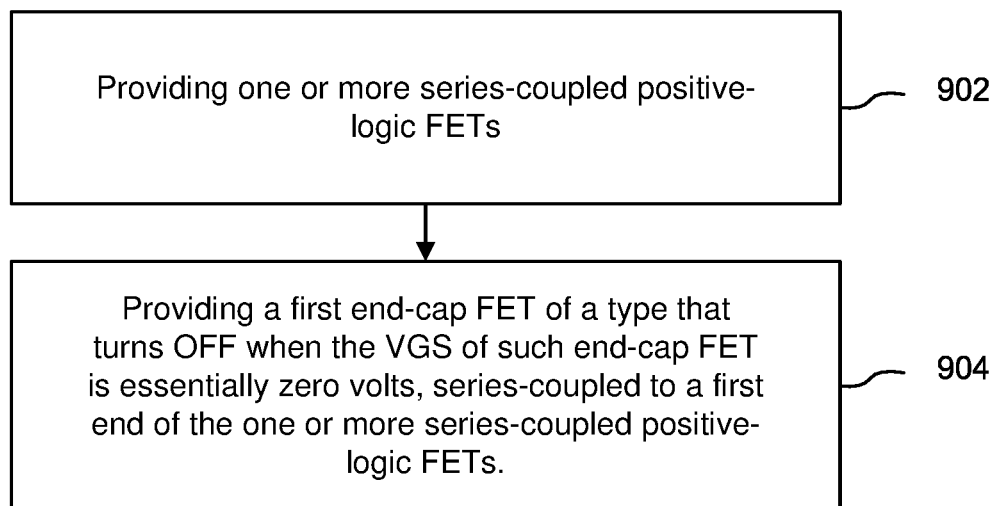 Providing one or more series-coupled positive-
logic FETs
902
Providing a first end-cap FET of a type that
turns OFF when the VGS of such end-cap FET
is essentially zero volts, series-coupled to a first
end of the one or more series-coupled positive-
logic FETs.
904